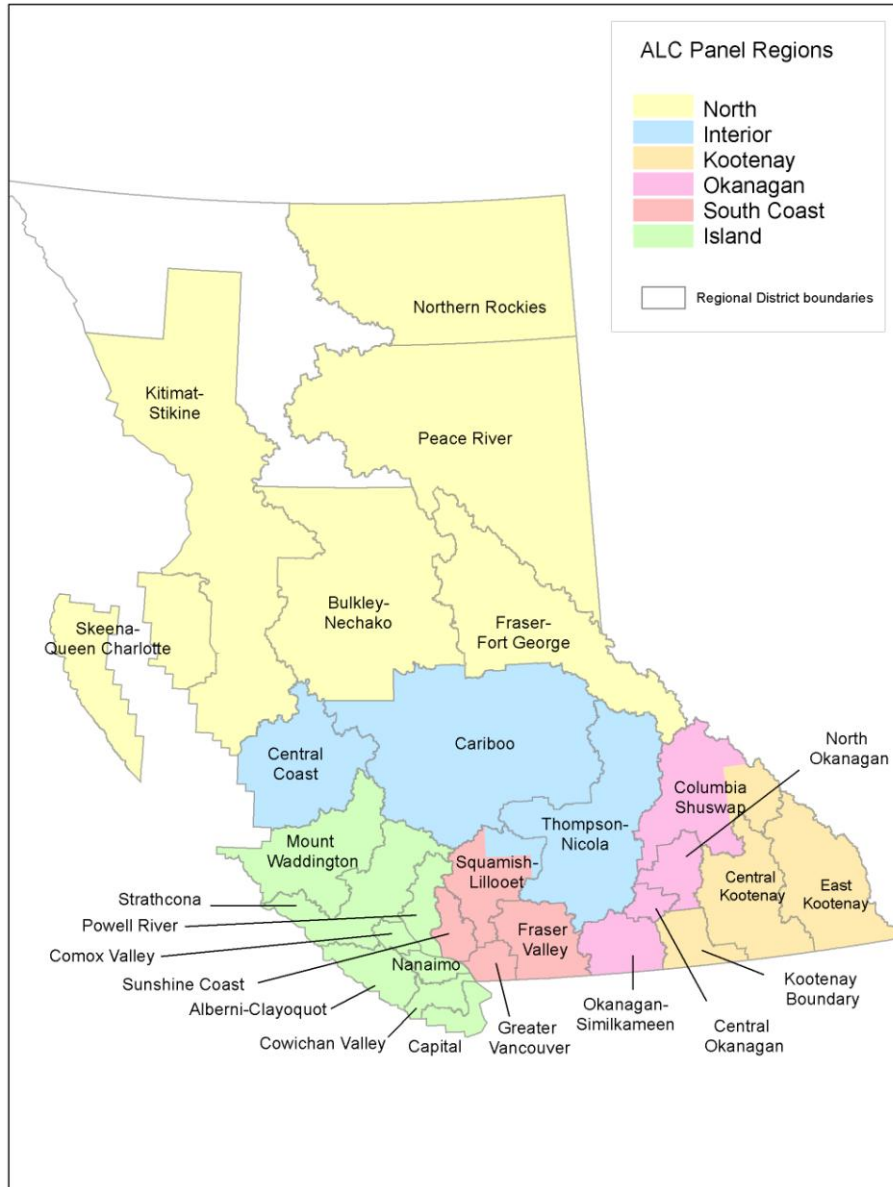 ALC Panel Regions
North
Interior
Kootenay
Okanagan
South Coast
Island
Regional District boundaries
Northern Rockies
Kitimat-
Stikine
Peace River
Bulkley-
Nechako
Fraser-
Fort George
Skeena-
Queen Charlotte
North
Okanagan
Cariboo
Central
Coast
Columbia
Shuswap
Thompson-
Nicola
Mount
Waddington
Squamish-
Lillooet
Central
Kootenay
East
Kootenay
Strathcona
Powell River
Fraser
Valley
Comox Valley
Nanaimo
Sunshine Coast
Kootenay
Boundary
Alberni-Clayoquot
Okanagan-
Similkameen
Greater
Vancouver
Central
Okanagan
Cowichan Valley
Capital